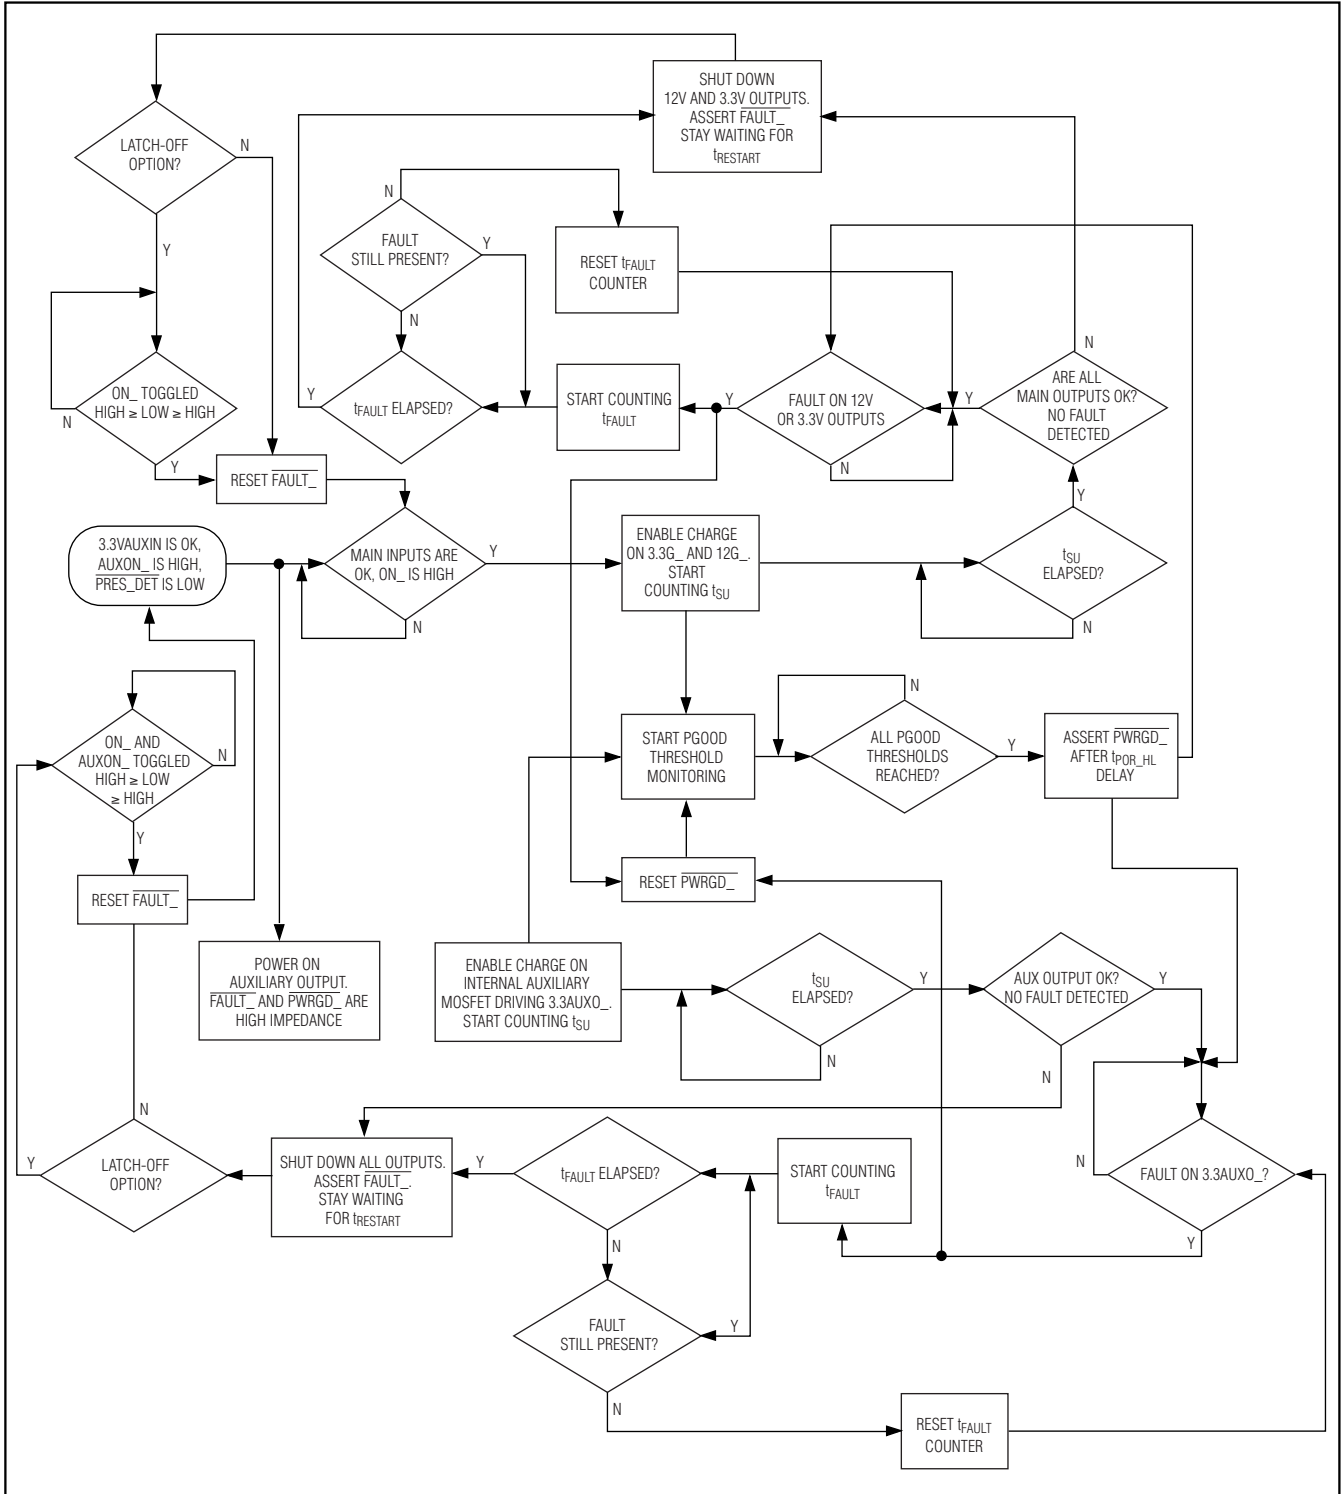 SHUT DOWN
12V AND 3.3V OUTPUTS.
ASSERT FAULT_
STAY WAITING FOR
tRESTART
LATCH-OFF
OPTION?
N
Y
N
FAULT
STILL PRESENT?
Y
N
RESET tFAULT
COUNTER
ON_ TOGGLED
HIGH ≥ LOW ≥ HIGH
N
Y
RESET FAULT_
Y
tFAULT ELAPSED?
START COUNTING
tFAULT
Y
FAULT ON 12V
OR 3.3V OUTPUTS
N
Y
ARE ALL
MAIN OUTPUTS OK?
NO FAULT
DETECTED
N
Y
3.3VAUXIN IS OK,
AUXON_ IS HIGH,
PRES_DET IS LOW
MAIN INPUTS ARE
OK, ON_ IS HIGH
Y
N
ENABLE CHARGE
ON 3.3G_ AND 12G_.
START
COUNTING tSU
tSU
ELAPSED?
N
ON_ AND
AUXON_ TOGGLED
HIGH ≥ LOW
≥ HIGH
N
Y
START PGOOD
THRESHOLD
MONITORING
N
ALL PGOOD
THRESHOLDS
REACHED?
Y
ASSERT PWRGD_
AFTER tPOR_HL
DELAY
RESET FAULT_
RESET PWRGD_
POWER ON
AUXILIARY OUTPUT.
FAULT_ AND PWRGD_ ARE
HIGH IMPEDANCE
ENABLE CHARGE ON
INTERNAL AUXILIARY
MOSFET DRIVING 3.3AUXO_.
START COUNTING tSU
tSU
ELAPSED?
Y
N
AUX OUTPUT OK?
NO FAULT DETECTED
Y
N
N
LATCH-OFF
OPTION?
Y
SHUT DOWN ALL OUTPUTS.
ASSERT FAULT_.
STAY WAITING
FOR tRESTART
Y
tFAULT ELAPSED?
N
START COUNTING
tFAULT
N
FAULT ON 3.3AUXO_?
Y
FAULT
STILL PRESENT?
Y
N
RESET tFAULT
COUNTER